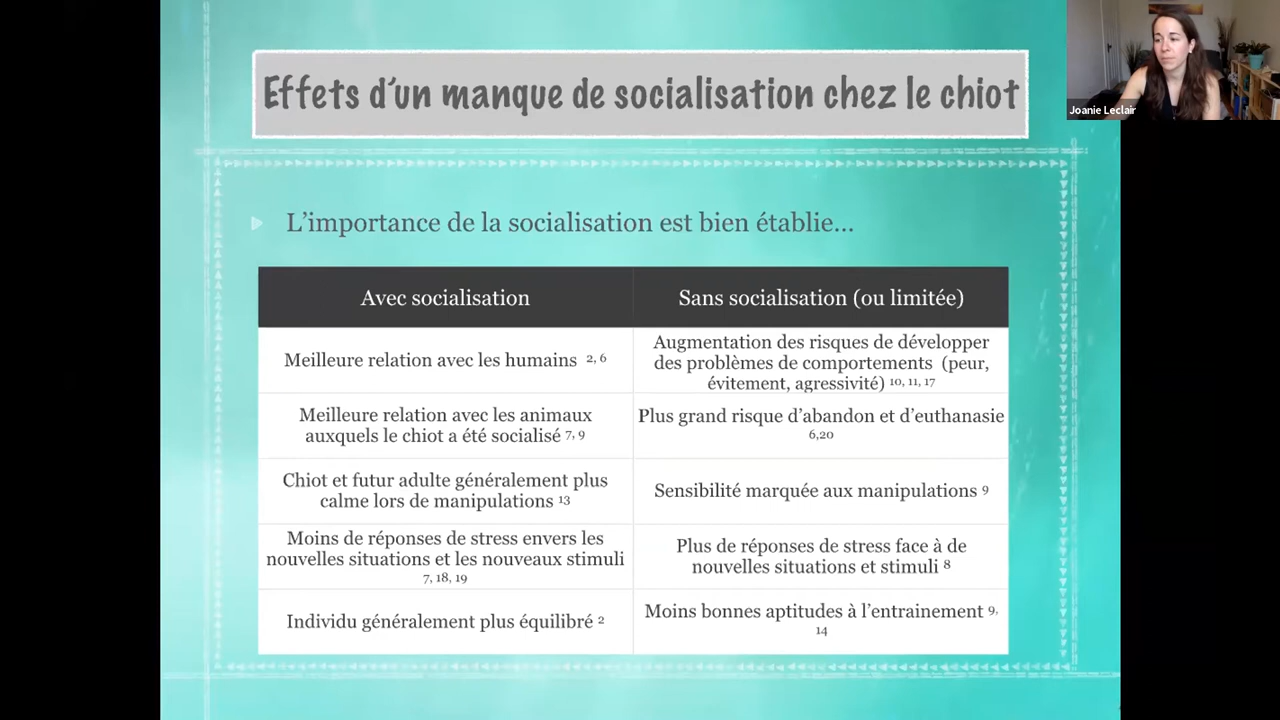 Effets d'un manque de socialisation chez le chiot
Joanie Leclair
L'importance de la socialisation est bien établie...
Avec socialisation
Sans socialisation (ou limitée)
Meilleure relation avec les humains 2, 6
Augmentation des risques de développer
des problèmes de comportements (peur,
évitement, agressivité) 10, 11, 17
Meilleure relation avec les animaux
auxquels le chiot a été socialisé 7, 9
Plus grand risque d'abandon et d'euthanasie
6,20
Chiot et futur adulte généralement plus
calme lors de manipulations 13
Sensibilité marquée aux manipulations 9
Moins de réponses de stress envers les
nouvelles situations et les nouveaux stimuli
7, 18, 19
Plus de réponses de stress face à de
nouvelles situations et stimuli 8
Individu généralement plus équilibré 2
Moins bonnes aptitudes à l'entrainement 9,
14